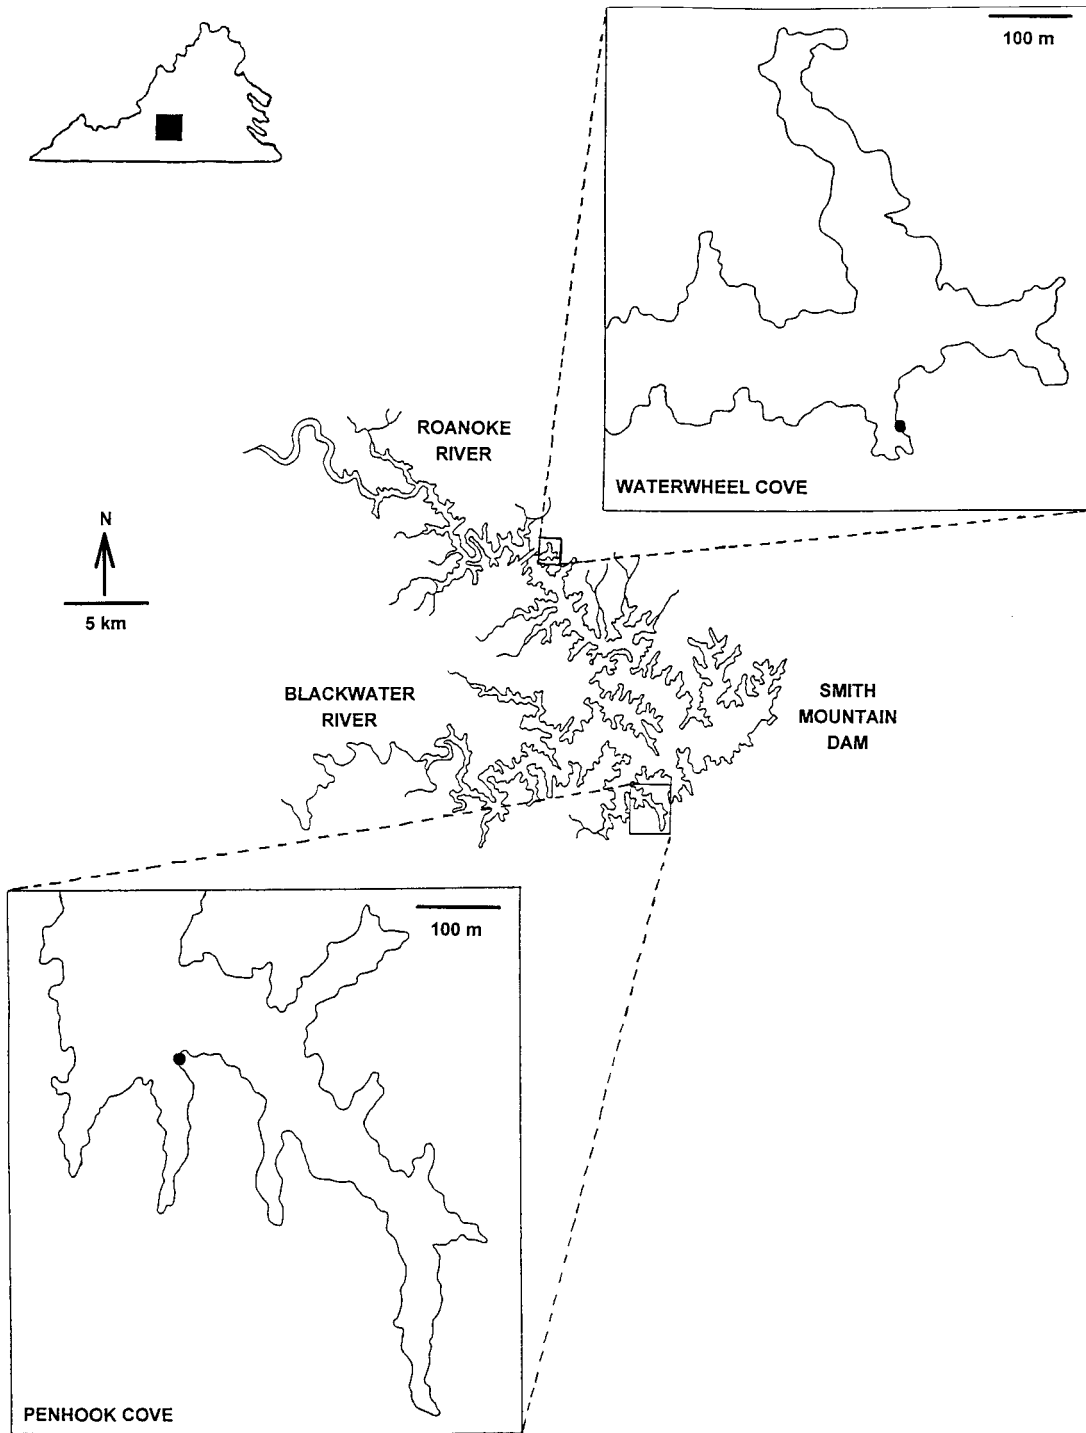 100 m
ROANOKE
RIVER
WATERWHEEL COVE
N
5 km
BLACKWATER
RIVER
SMITH
MOUNTAIN
DAM
100 m
PENHOOK COVE